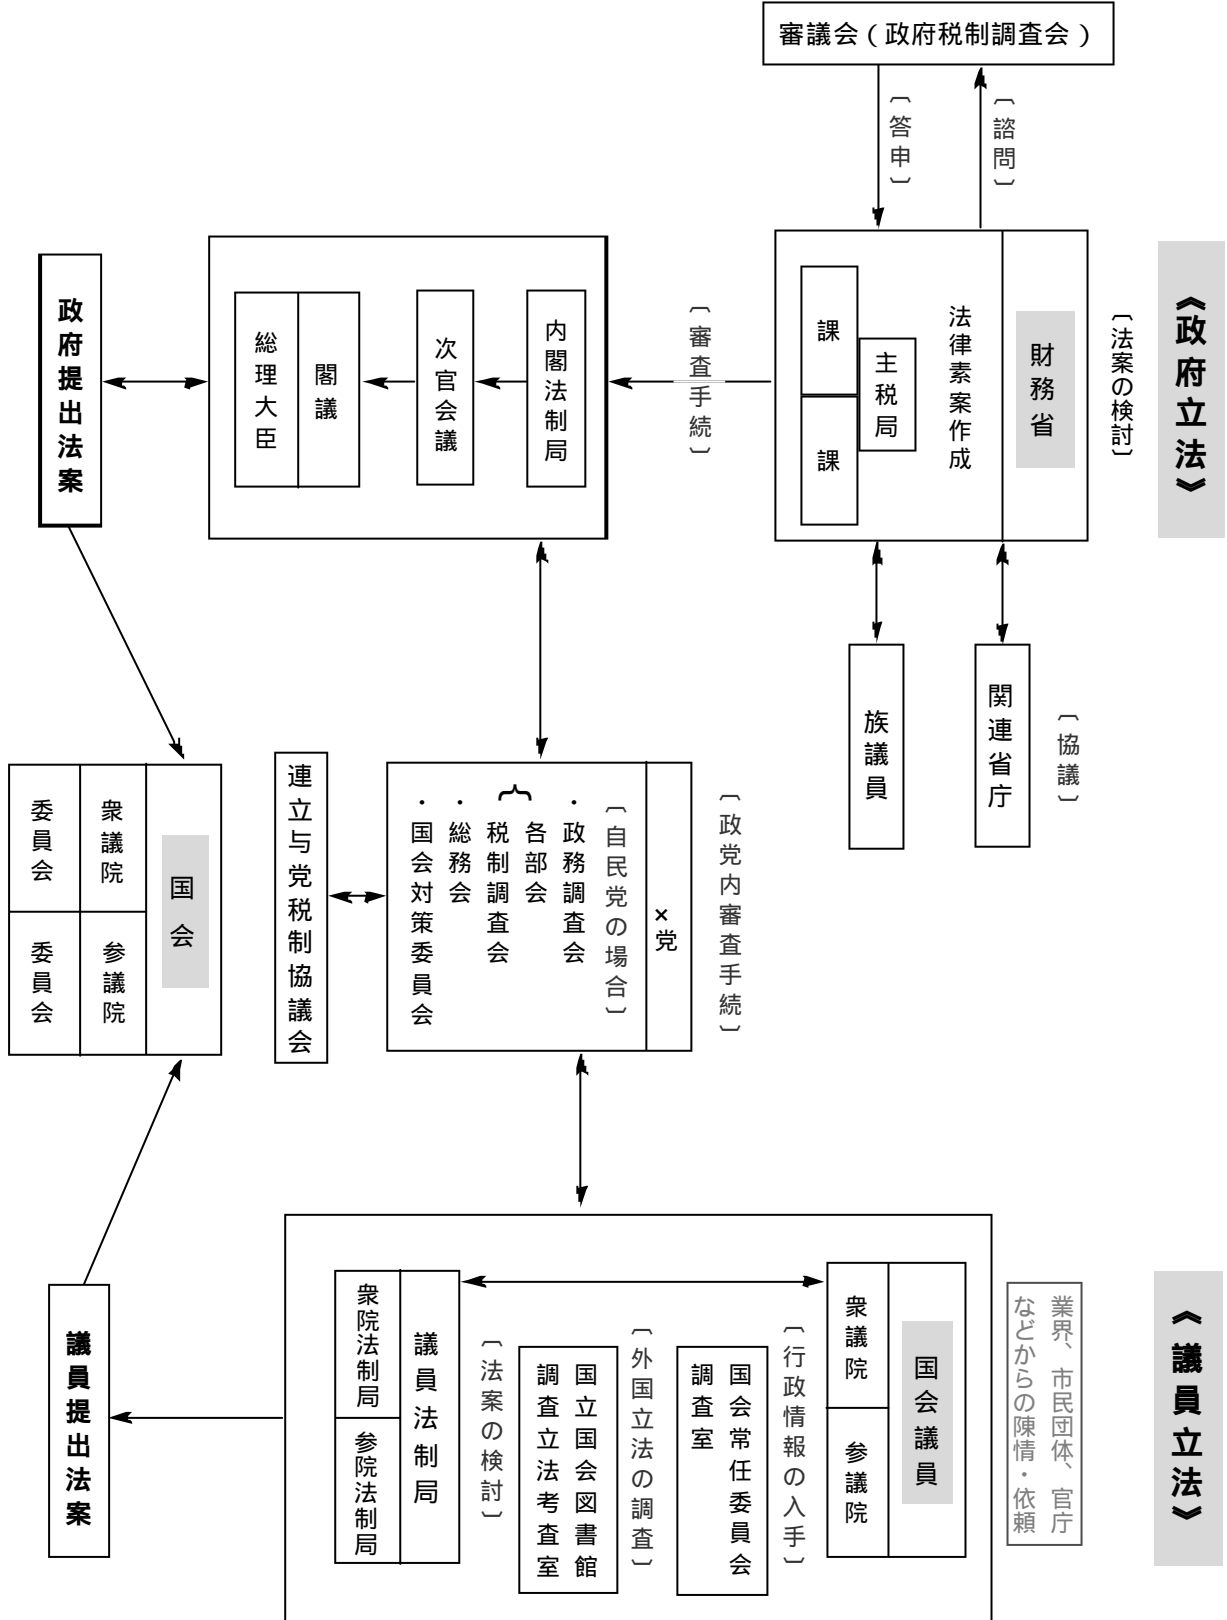 審議会（政府税制調査会）
〔答申〕
〔諮問〕
《政府立法》
〔法案の検討〕
財務省
法律素案作成
主税局
課
課
〔審査手続〕
内閣法制局
次官会議
閣議
総理大臣
政府提出法案
〔協議〕
関連省庁
族議員
〔政党内審査手続〕
×党
〔自民党の場合〕
・政務調査会
各部会
税制調査会
・総務会
・国会対策委員会
連立与党税制協議会
国会
衆議院
参議院
委員会
委員会
《議員立法》
業界、市民団体、官庁
などからの陳情・依頼
国会議員
衆議院
参議院
〔行政情報の入手〕
国会常任委員会
調査室
〔外国立法の調査〕
国立国会図書館
調査立法考査室
〔法案の検討〕
議員法制局
衆院法制局
参院法制局
議員提出法案